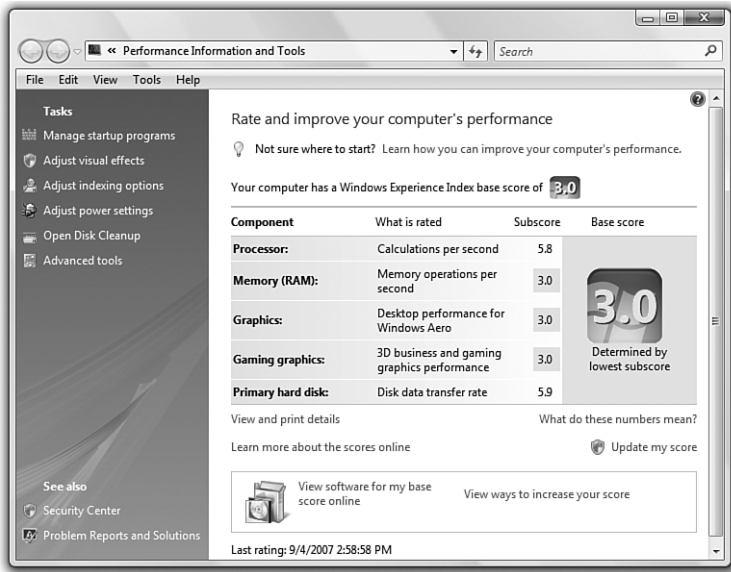 « Performance Information and Tools
Search
File Edit View Tools Help
Tasks
Manage startup programs
Adjust visual effects
Adjust indexing options
Adjust power settings
Open Disk Cleanup
Advanced tools
See also
Security Center
Problem Reports and Solutions
Rate and improve your computer's performance
Not sure where to start? Learn how you can improve your computer's performance.
Your computer has a Windows Experience Index base score of 3.0
Component What is rated Subscore Base score
Processor: Calculations per second 5.8
Memory (RAM): Memory operations per
second 3.0
Graphics: Desktop performance for
Windows Aero 3.0
Gaming graphics: 3D business and gaming
graphics performance 3.0
Primary hard disk: Disk data transfer rate 5.9
3.0
Determined by
lowest subscore
View and print details What do these numbers mean?
Learn more about the scores online Update my score
View software for my base
score online
View ways to increase your score
Last rating: 9/4/2007 2:58:58 PM